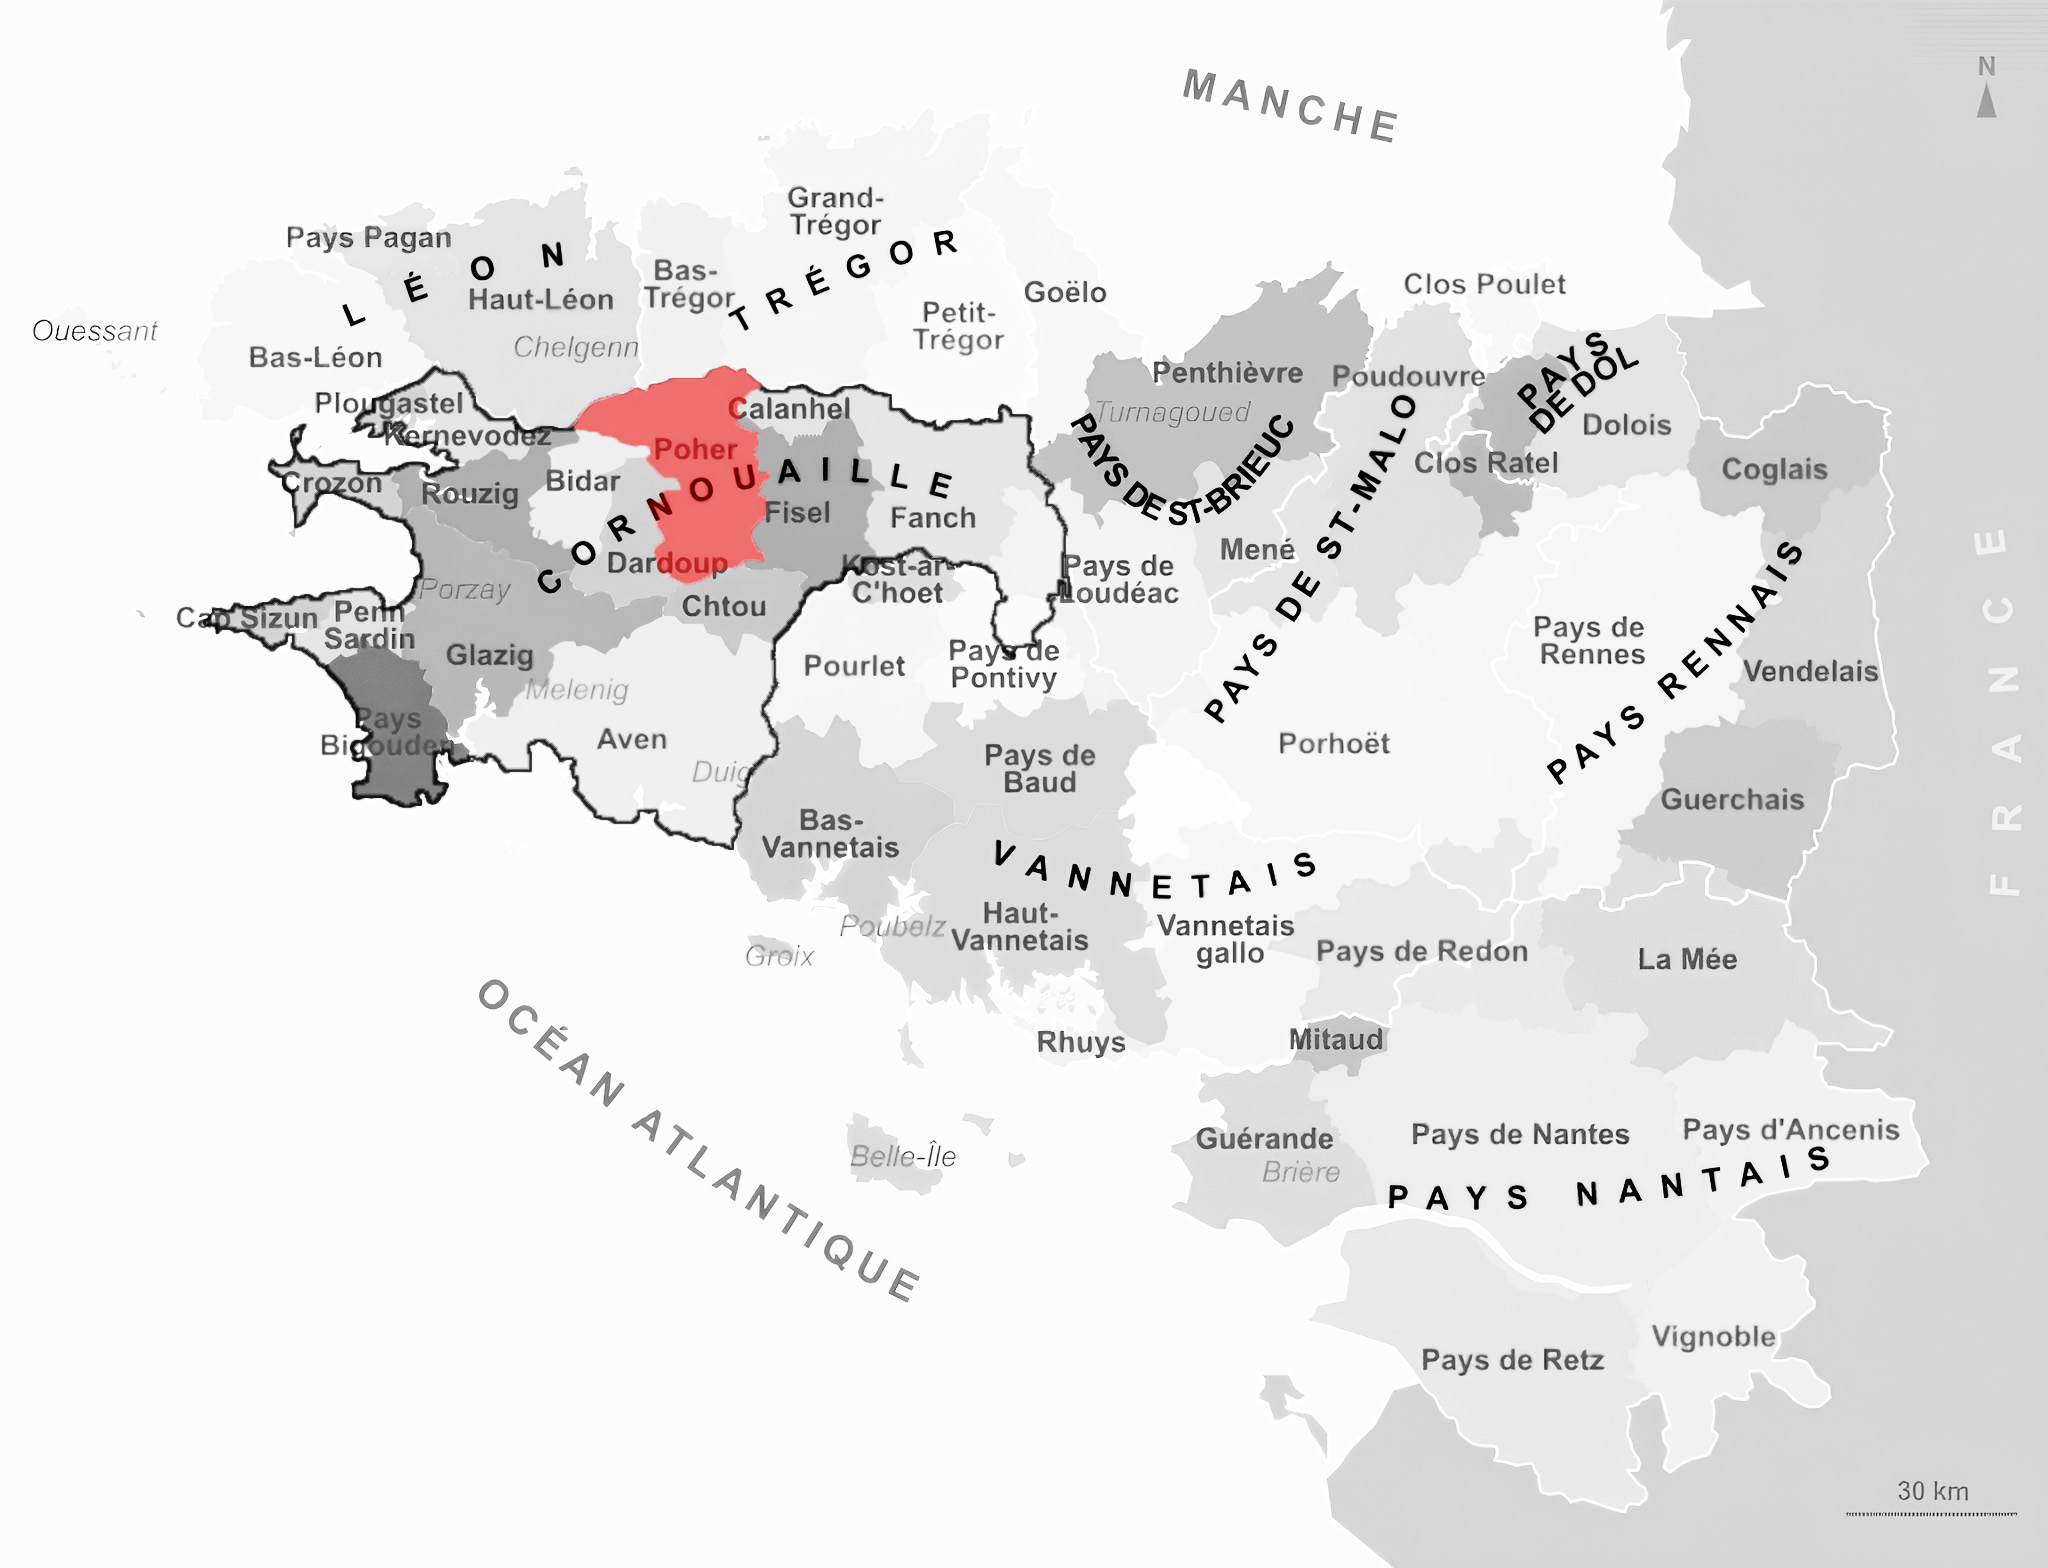 MANCHE
N
Grand-
Trégor
Pays Pagan
LÉON
TRÉGOR
Bas-
Trégor
Haut-Léon
Goëlo
Clos Poulet
Ouessant
Petit-
Trégor
Chelgenn
Bas-Léon
Penthièvre
Poudouvre
PAYS
DE DOL
Plougastel
Calanhel
Turnagoued
Dolois
Kernevodez
Poher
PAYS DE ST-BRIEUC
PAYS DE ST-MALO
Clos Ratel
Coglais
Crozon
Rouzig
Bidar
CORNOUAILLE
Fisel
Fanch
Mené
Dardoup
Kost-ar-
C'hoet
Pays de
Loudéac
FRANCE
Porzay
Chtou
Cap Sizun
Penn
Sardin
Pays de
Rennes
PAYS RENNAIS
Glazig
Pourlet
Pays de
Pontivy
Vendelais
Melenig
Pays
Bigouden
Aven
Porhoët
Duig
Pays de
Baud
Guerchais
Bas-
Vannetais
VANNETAIS
Poubelz
Haut-
Vannetais
Vannetais
gallo
Pays de Redon
La Mée
Groix
OCÉAN ATLANTIQUE
Rhuys
Mitaud
Guérande
Pays de Nantes
Pays d'Ancenis
Belle-Île
Brière
PAYS NANTAIS
Vignoble
Pays de Retz
30 km